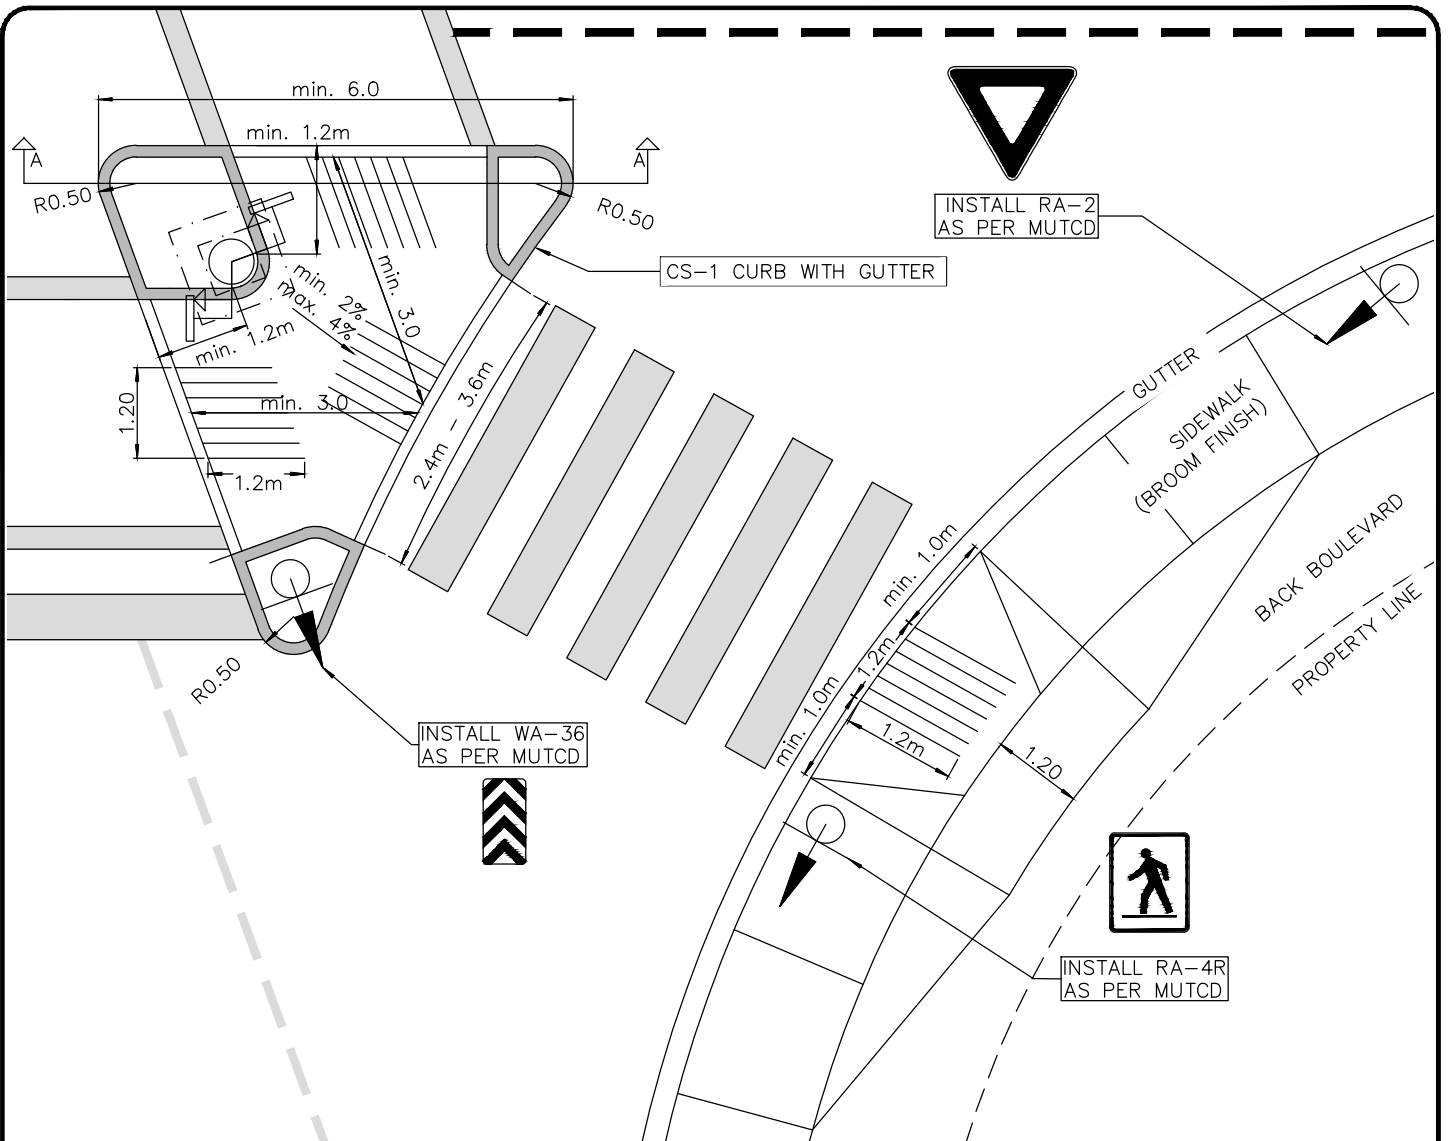 min. 6.0
min. 1.2m
A
A
R0.50
R0.50
INSTALL RA-2
AS PER MUTCD
CS-1 CURB WITH GUTTER
min. 2%
max. 4%
min. 3.0
min. 1.2m
1.20
min. 3.0
1.2m
2.4m - 3.6m
GUTTER
SIDEWALK
(BROOM FINISH)
BACK BOULEVARD
PROPERTY LINE
min. 1.0m
1.2m
min. 1.0m
1.2m
1.20
R0.50
INSTALL WA-36
AS PER MUTCD
INSTALL RA-4R
AS PER MUTCD